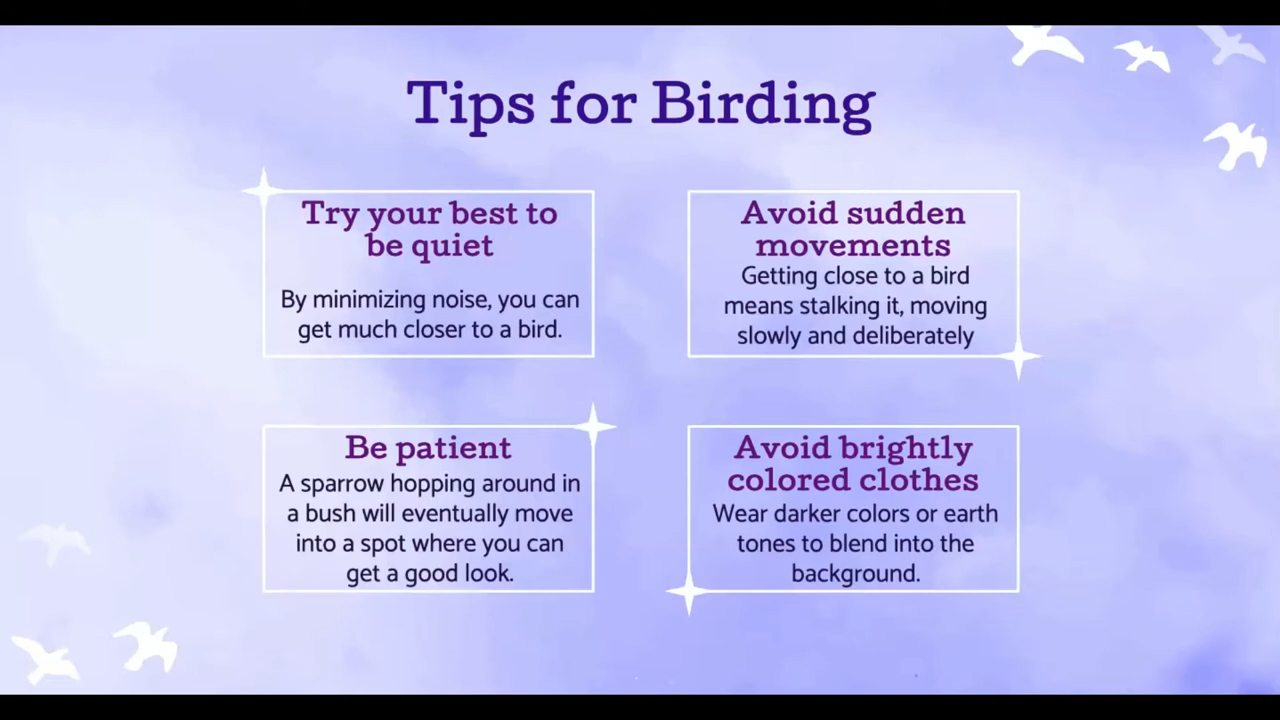 Tips for Birding
Try your best to
be quiet
By minimizing noise, you can
get much closer to a bird.
Avoid sudden
movements
Getting close to a bird
means stalking it, moving
slowly and deliberately
Be patient
A sparrow hopping around in
a bush will eventually move
into a spot where you can
get a good look.
Avoid brightly
colored clothes
Wear darker colors or earth
tones to blend into the
background.